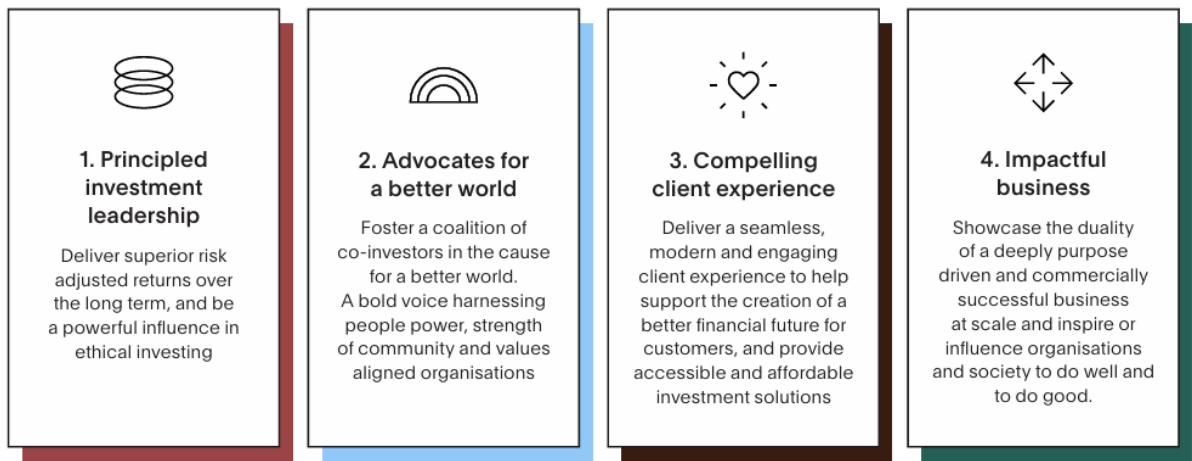 1. Principled
investment
leadership
Deliver superior risk
adjusted returns over
the long term, and be
a powerful influence in
ethical investing
2. Advocates for
a better world
Foster a coalition of
co-investors in the cause
for a better world.
A bold voice harnessing
people power, strength
of community and values
aligned organisations
3. Compelling
client experience
Deliver a seamless,
modern and engaging
client experience to help
support the creation of a
better financial future for
customers, and provide
accessible and affordable
investment solutions
4. Impactful
business
Showcase the duality
of a deeply purpose
driven and commercially
successful business
at scale and inspire or
influence organisations
and society to do well and
to do good.